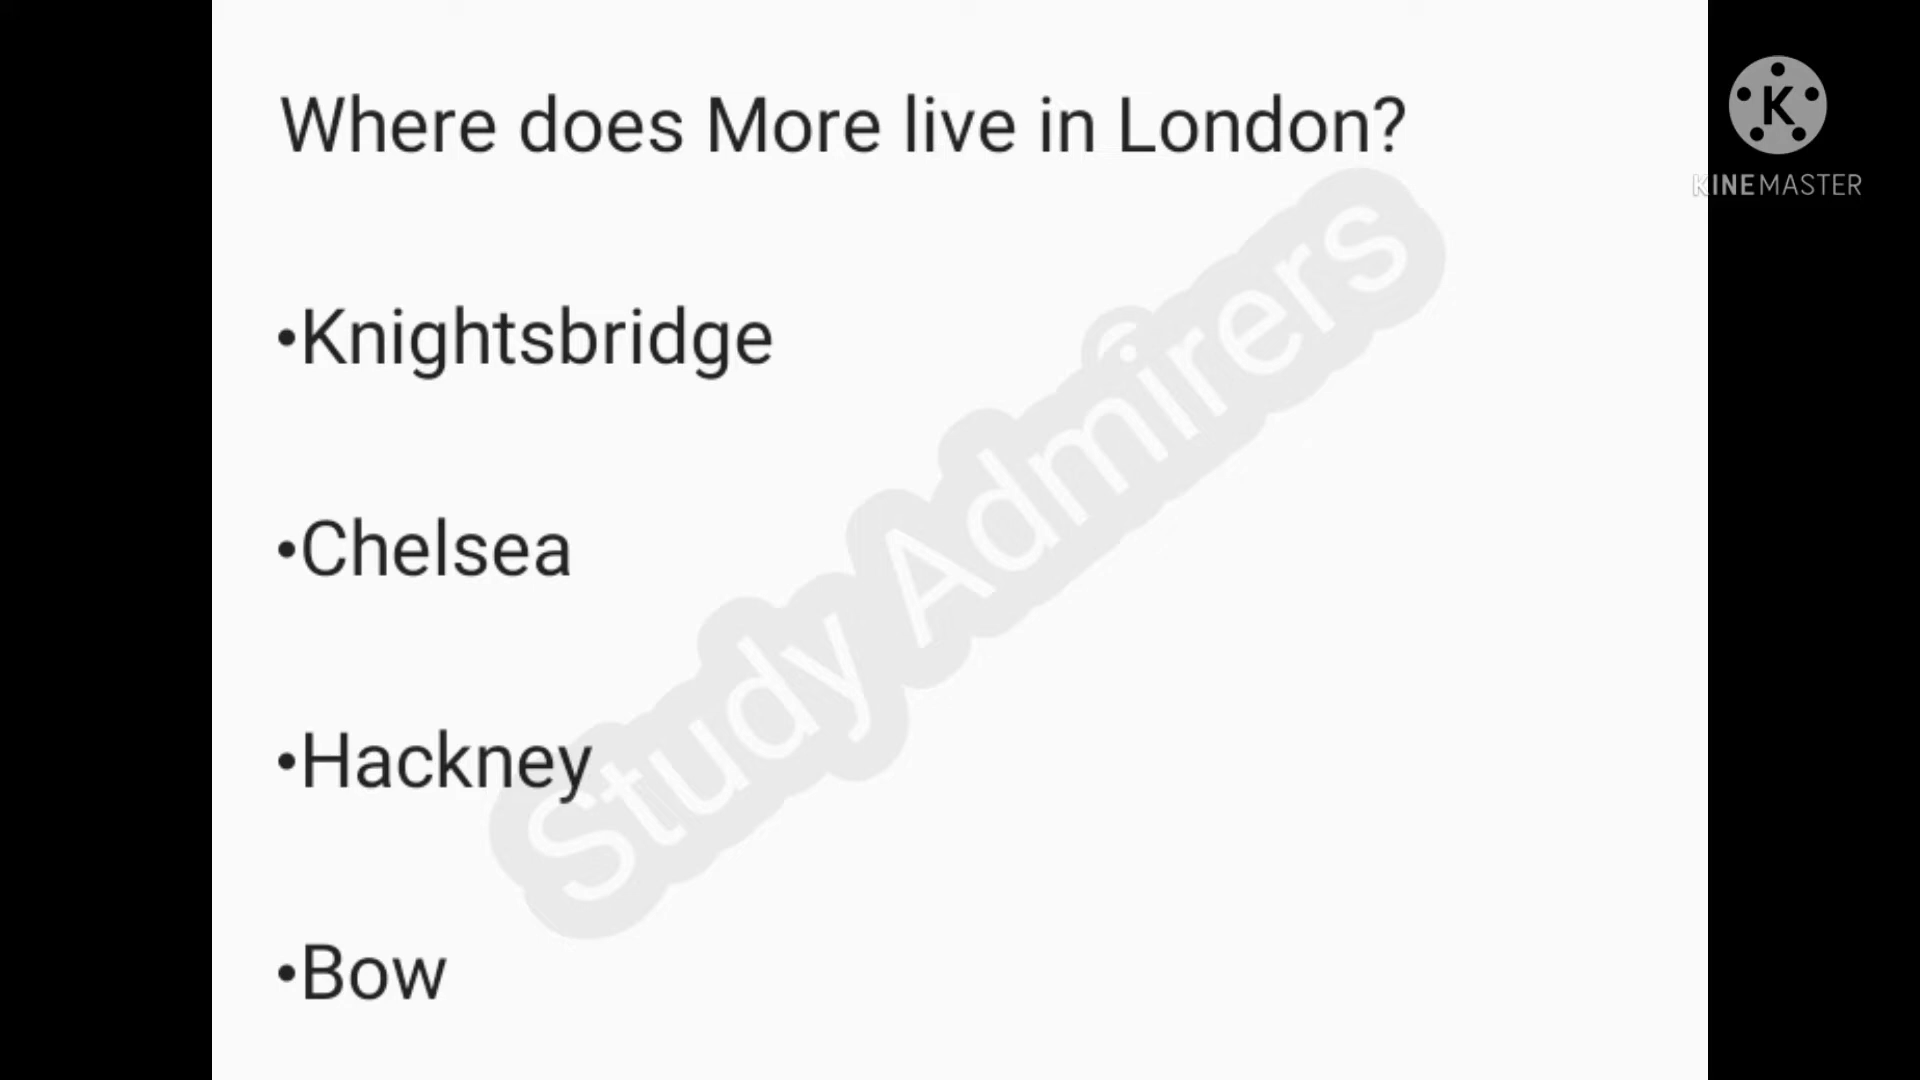 Where does More live in London?
•Knightsbridge
•Chelsea
•Hackney
•Bow
Study Admirers
K
KINEMASTER